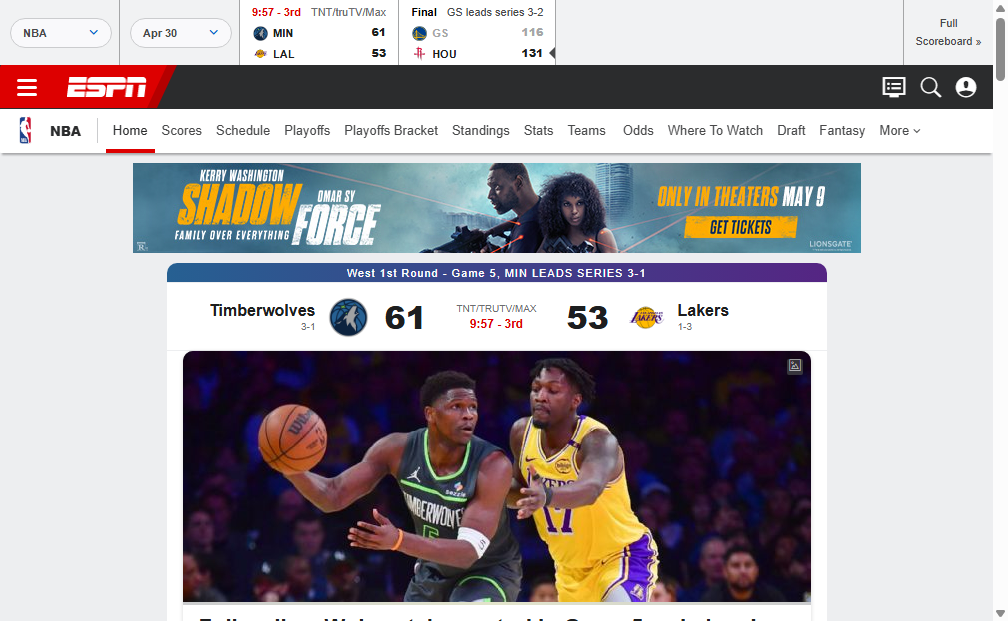 NBA
Apr 30
9:57 - 3rd TNT/truTV/Max
MIN 61
LAL 53
Final GS leads series 3-2
GS 116
HOU 131
Full
Scoreboard »
ESPN
NBA Home Scores Schedule Playoffs Playoffs Bracket Standings Stats Teams Odds Where To Watch Draft Fantasy More
KERRY WASHINGTON
SHADOW
OMAR SY
FORCE
FAMILY OVER EVERYTHING
ONLY IN THEATERS MAY 9
GET TICKETS
LIONSGATE
West 1st Round - Game 5, MIN LEADS SERIES 3-1
Timberwolves
3-1
61
TNT/TRUTV/MAX
9:57 - 3rd
53
Lakers
1-3